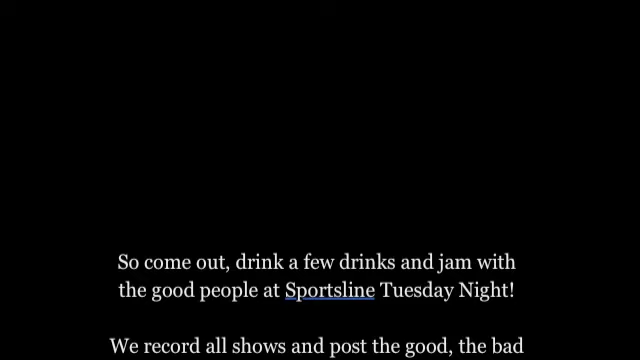 So come out, drink a few drinks and jam with
the good people at Sportsline Tuesday Night!
We record all shows and post the good, the bad